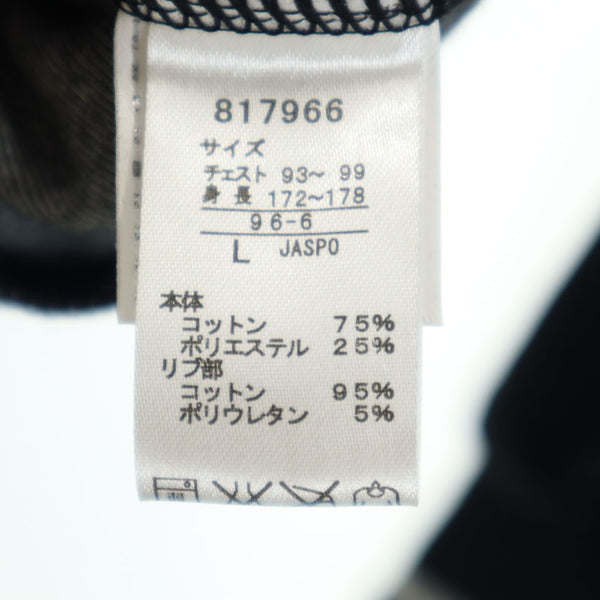 817966
サイズ
チェスト 93〜 99
身 長 172〜178
96-6
L JASPO
本体
コットン 75%
ポリエステル 25%
リブ部
コットン 95%
ポリウレタン 5%